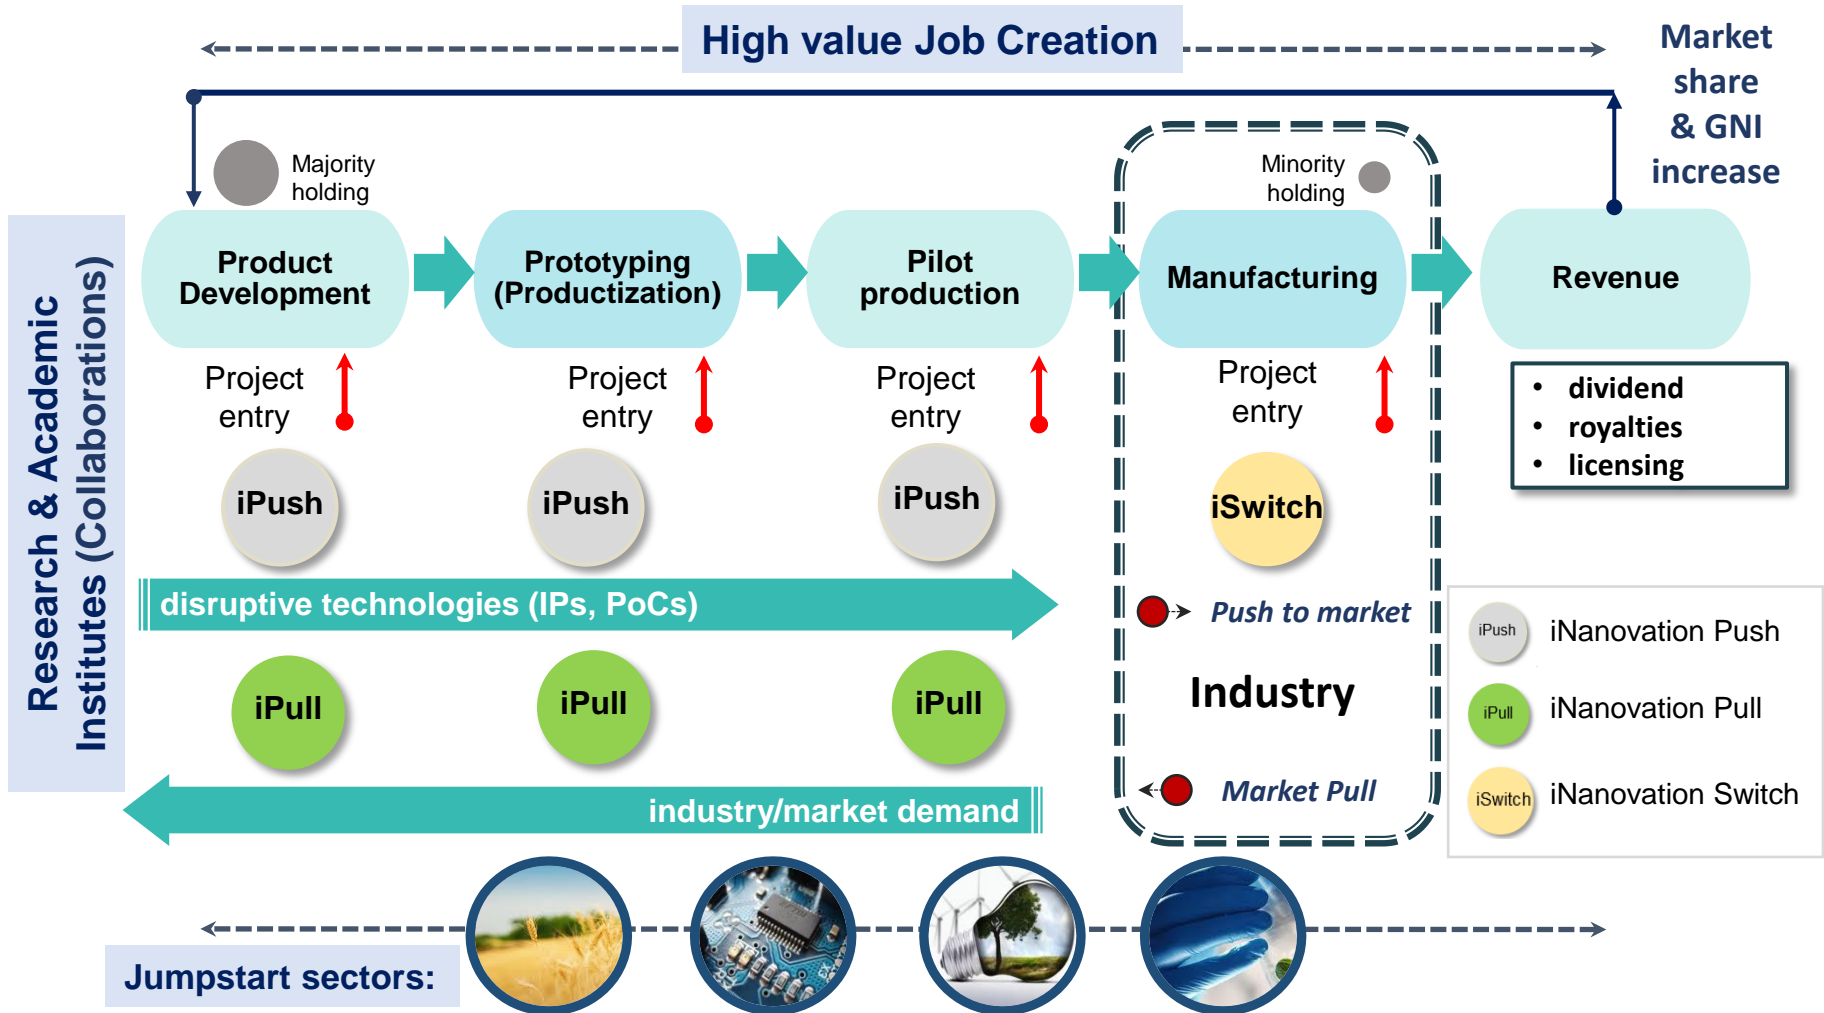 High value Job Creation
Market
share
& GNI
increase
Majority
holding
Minority
holding
Research & Academic
Institutes (Collaborations)
Product
Development
Prototyping
(Productization)
Pilot
production
Manufacturing
Revenue
Project
entry
Project
entry
Project
entry
Project
entry
• dividend
• royalties
• licensing
iPush
iPush
iPush
iSwitch
disruptive technologies (IPs, PoCs)
Push to market
iPull
iPull
iPull
Industry
industry/market demand
Market Pull
iPush
iNanovation Push
iPull
iNanovation Pull
iSwitch
iNanovation Switch
Jumpstart sectors: